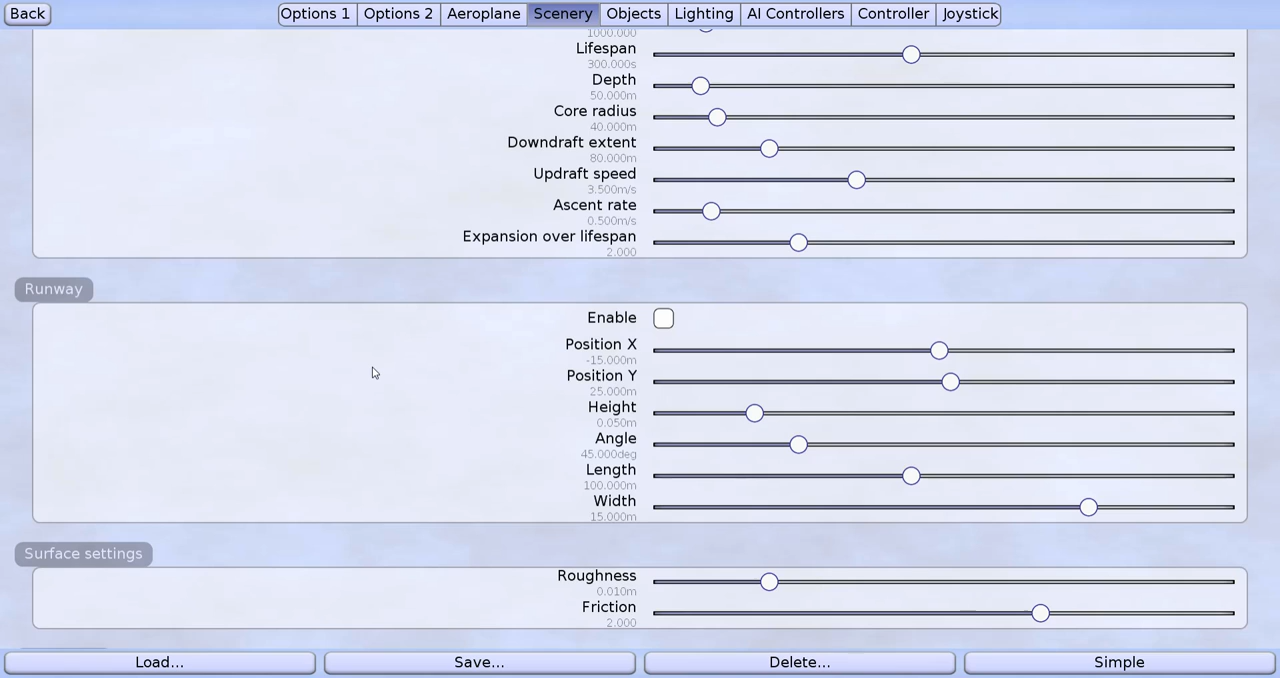 Back
Options 1
Options 2
Aeroplane
Scenery
Objects
Lighting
AI Controllers
Controller
Joystick
1000.000
Lifespan
300.000s
Depth
50.000m
Core radius
40.000m
Downdraft extent
80.000m
Updraft speed
3.500m/s
Ascent rate
0.500m/s
Expansion over lifespan
2.000
Runway
Enable
Position X
-15.000m
Position Y
25.000m
Height
0.050m
Angle
45.000deg
Length
100.000m
Width
15.000m
Surface settings
Roughness
0.010m
Friction
2.000
Load...
Save...
Delete...
Simple